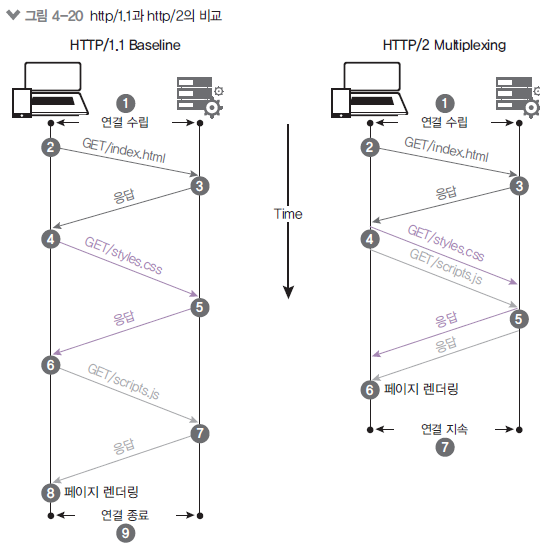 그림 4-20 http/1.1과 http/2의 비교
HTTP/1.1 Baseline
1
연결 수립
2
GET/index.html
3
응답
4
GET/styles.css
5
응답
6
GET/scripts.js
7
응답
8 페이지 렌더링
연결 종료
9
Time
HTTP/2 Multiplexing
1
연결 수립
2
GET/index.html
3
응답
4
GET/styles.css
GET/scripts.js
5
응답
응답
6 페이지 렌더링
연결 지속
7